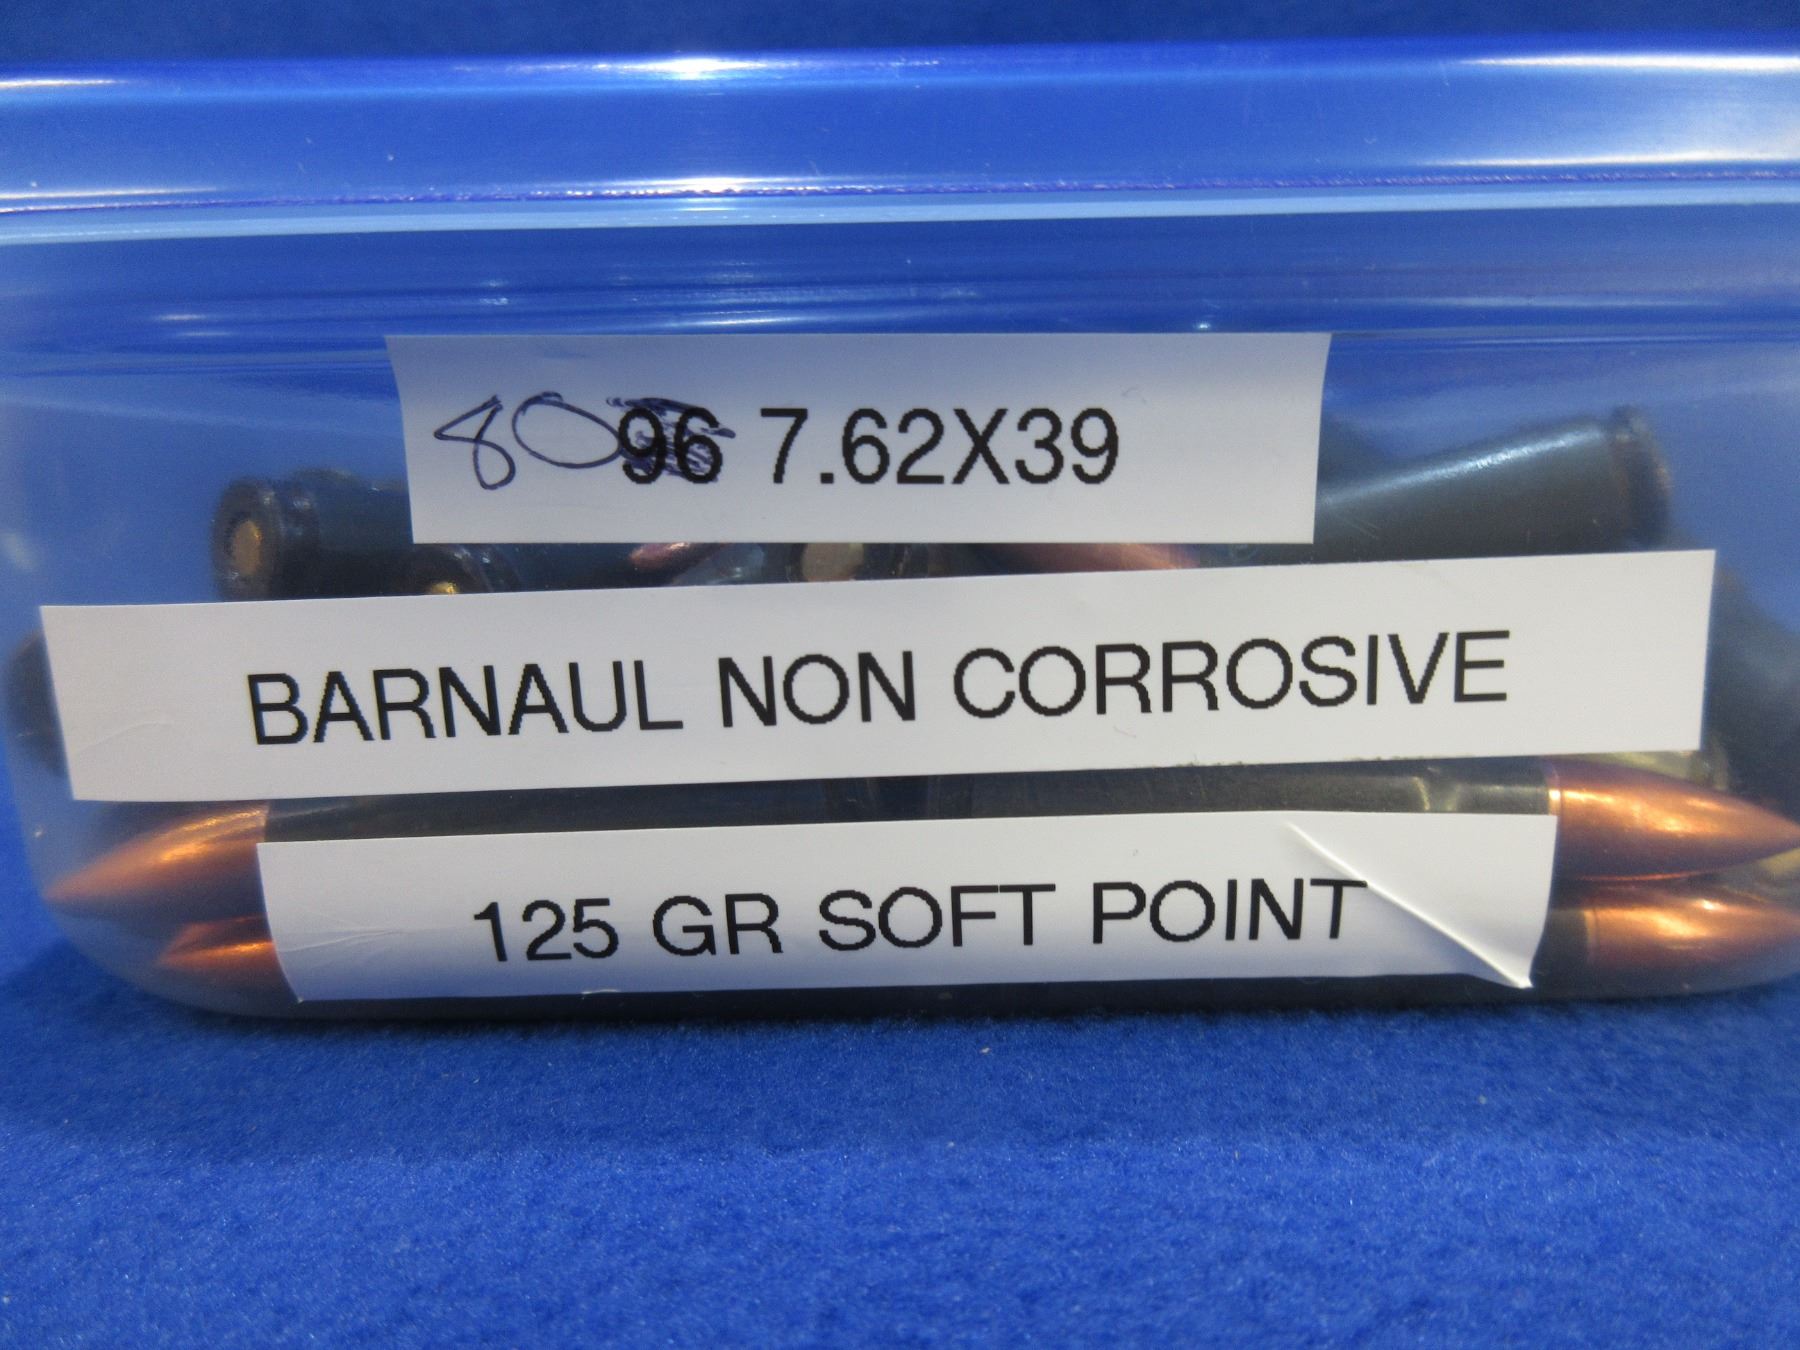 80 96 7.62X39
BARNAUL NON CORROSIVE
125 GR SOFT POINT